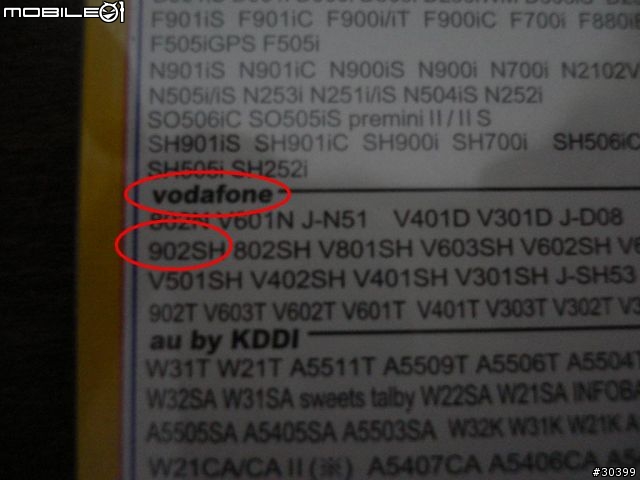 MOBILE01
F901iS F901iC F900i/iT F900iC F700i
F505iGPS F505i
N901iS N901iC N900iS N900i N700i N2102V
N505i/iS N253i N251i/iS N504iS N252i
SO506iC SO505iS premini II / II S
SH901iS SH901iC SH900i SH700i SH506iC
SH505i SH252i
vodafone
V601N J-N51 V401D V301D J-D08
902SH 802SH V801SH V603SH V602SH
V501SH V402SH V401SH V301SH J-SH53
902T V603T V602T V601T V401T V303T V302T
au by KDDI
W31T W21T A5511T A5509T A5506T A5504T
W32SA W31SA sweets talby W22SA W21SA INFOBA
A5505SA A5405SA A5503SA W32K W31K W21K
W21CA/CA II (※) A5407CA A5406CA
#30399